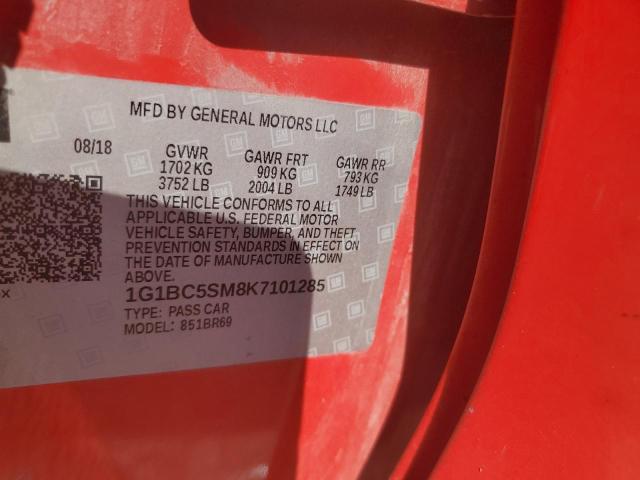 MFD BY GENERAL MOTORS LLC
08/18 GVWR GAWR FRT GAWR RR
1702 KG 909 KG 793 KG
3752 LB 2004 LB 1749 LB
THIS VEHICLE CONFORMS TO ALL
APPLICABLE U.S. FEDERAL MOTOR
VEHICLE SAFETY, BUMPER, AND THEFT
PREVENTION STANDARDS IN EFFECT ON
THE DATE OF MANUFACTURE SHOWN
ABOVE.
1G1BC5SM8K7101285
TYPE: PASS CAR
MODEL: 851BR69